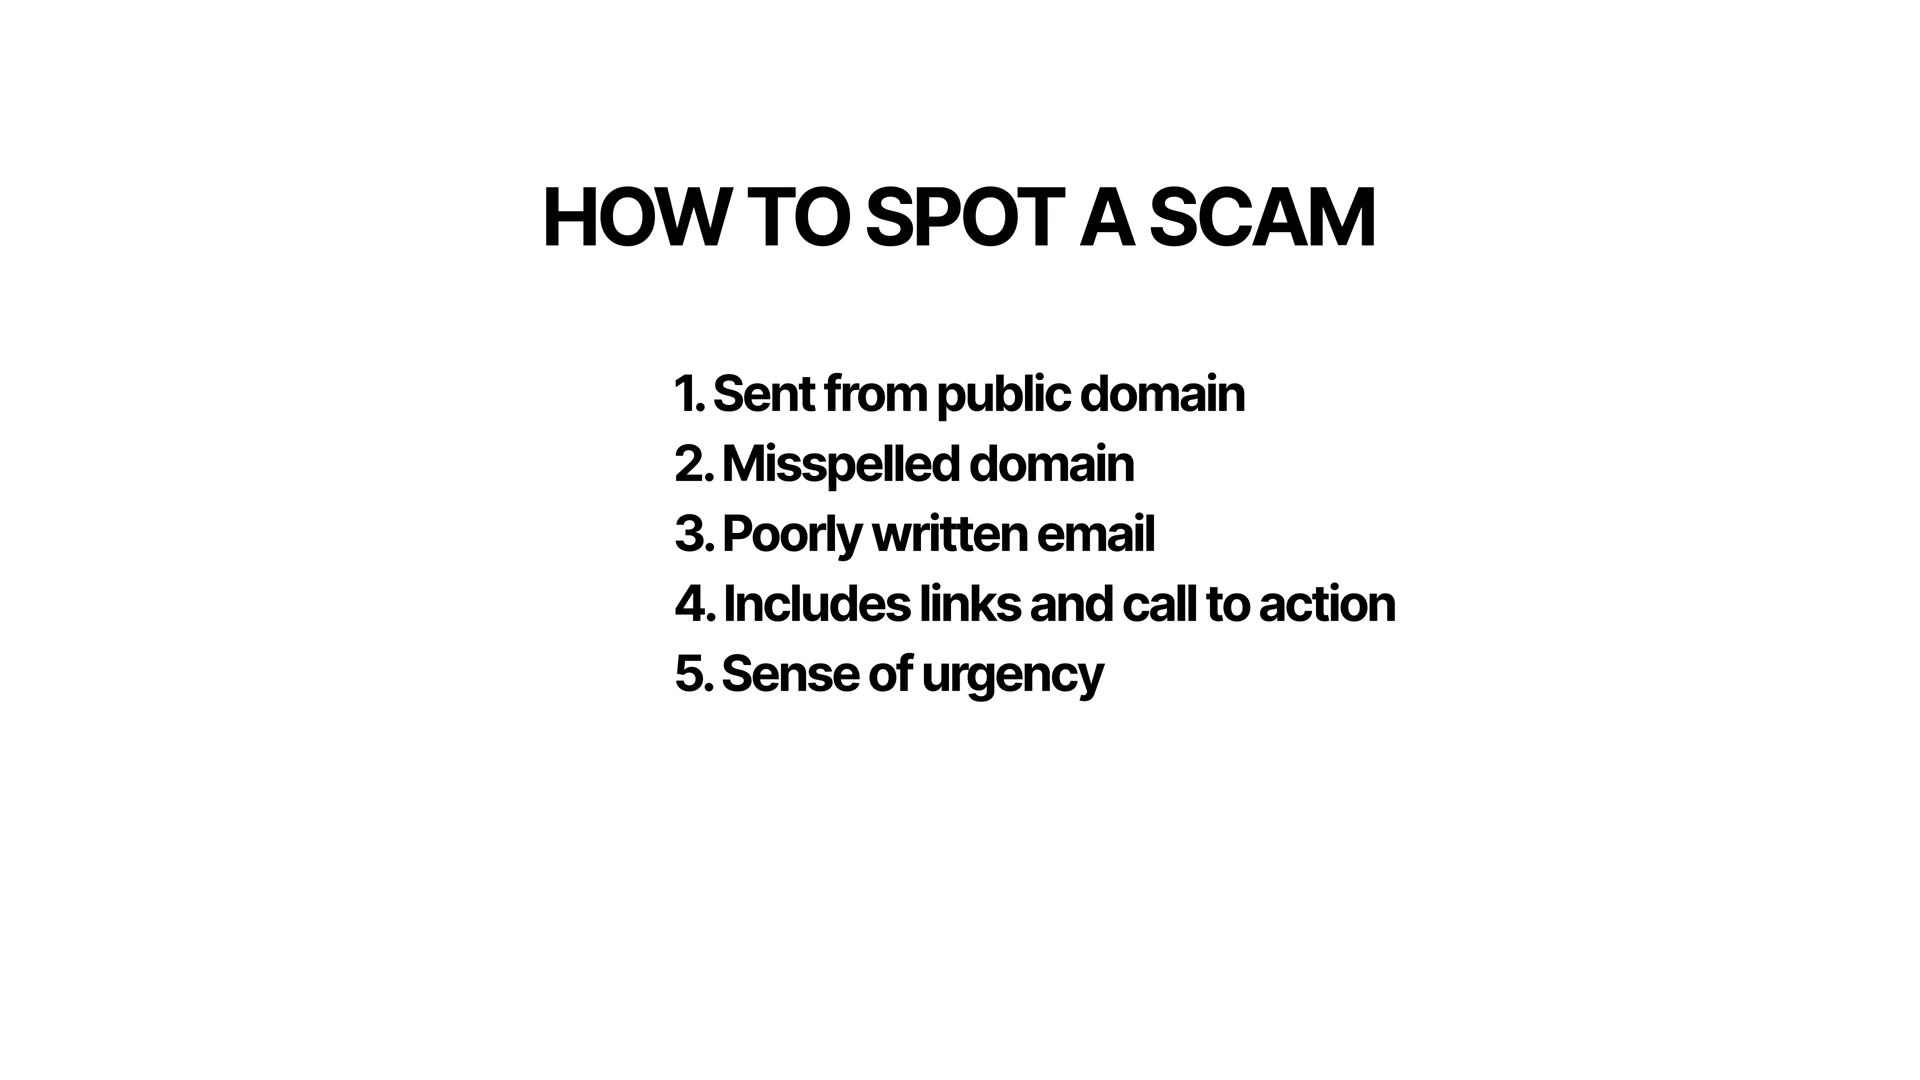 HOW TO SPOT A SCAM
1. Sent from public domain
2. Misspelled domain
3. Poorly written email
4. Includes links and call to action
5. Sense of urgency